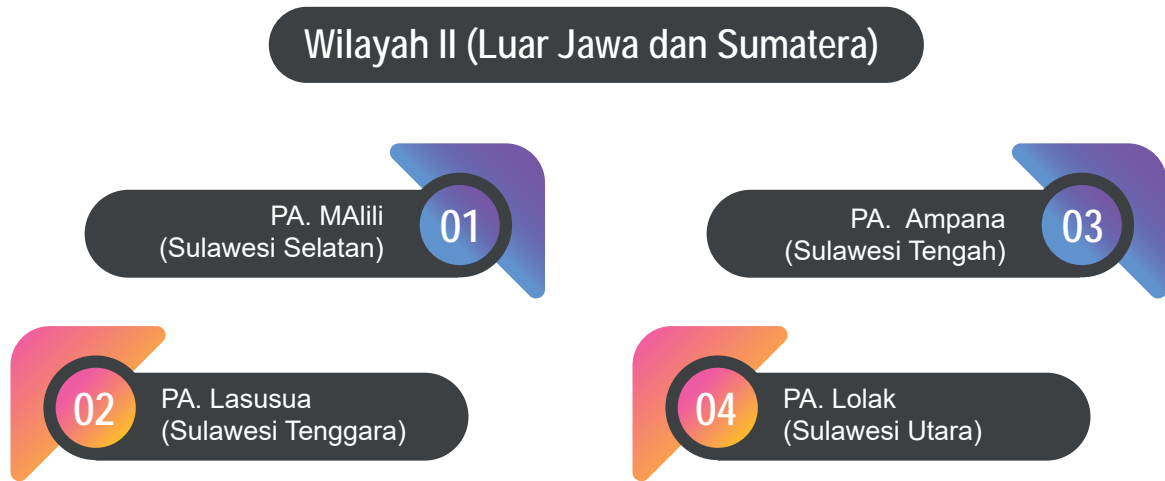 Wilayah II (Luar Jawa dan Sumatera)
PA. MAlili
(Sulawesi Selatan)
01
02
PA. Lasusua
(Sulawesi Tenggara)
PA. Ampana
(Sulawesi Tengah)
03
04
PA. Lolak
(Sulawesi Utara)